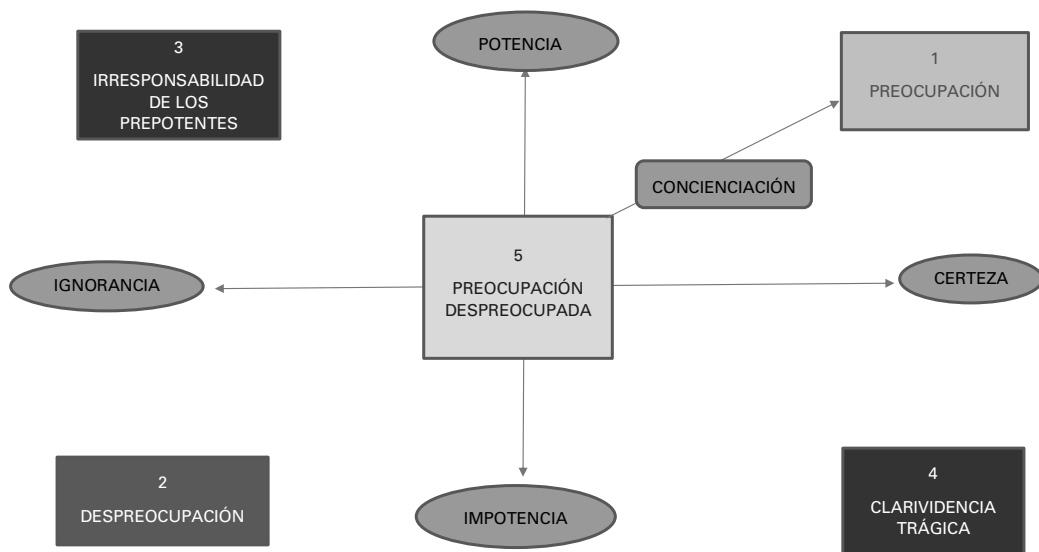 3
IRRESPONSABILIDAD
DE LOS
PREPOTENTES
POTENCIA
1
PREOCUPACIÓN
CONCIENCIACIÓN
IGNORANCIA
5
PREOCUPACIÓN
DESPREOCUPADA
CERTEZA
2
DESPREOCUPACIÓN
IMPOTENCIA
4
CLARIVIDENCIA
TRÁGICA